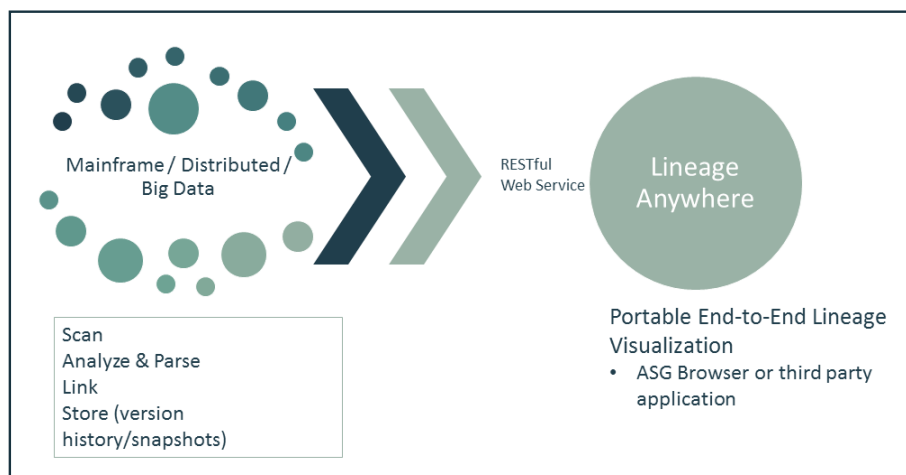 Mainframe / Distributed /
Big Data
RESTful
Web Service
Lineage
Anywhere
Scan
Analyze & Parse
Link
Store (version
history/snapshots)
Portable End-to-End Lineage
Visualization
• ASG Browser or third party
application